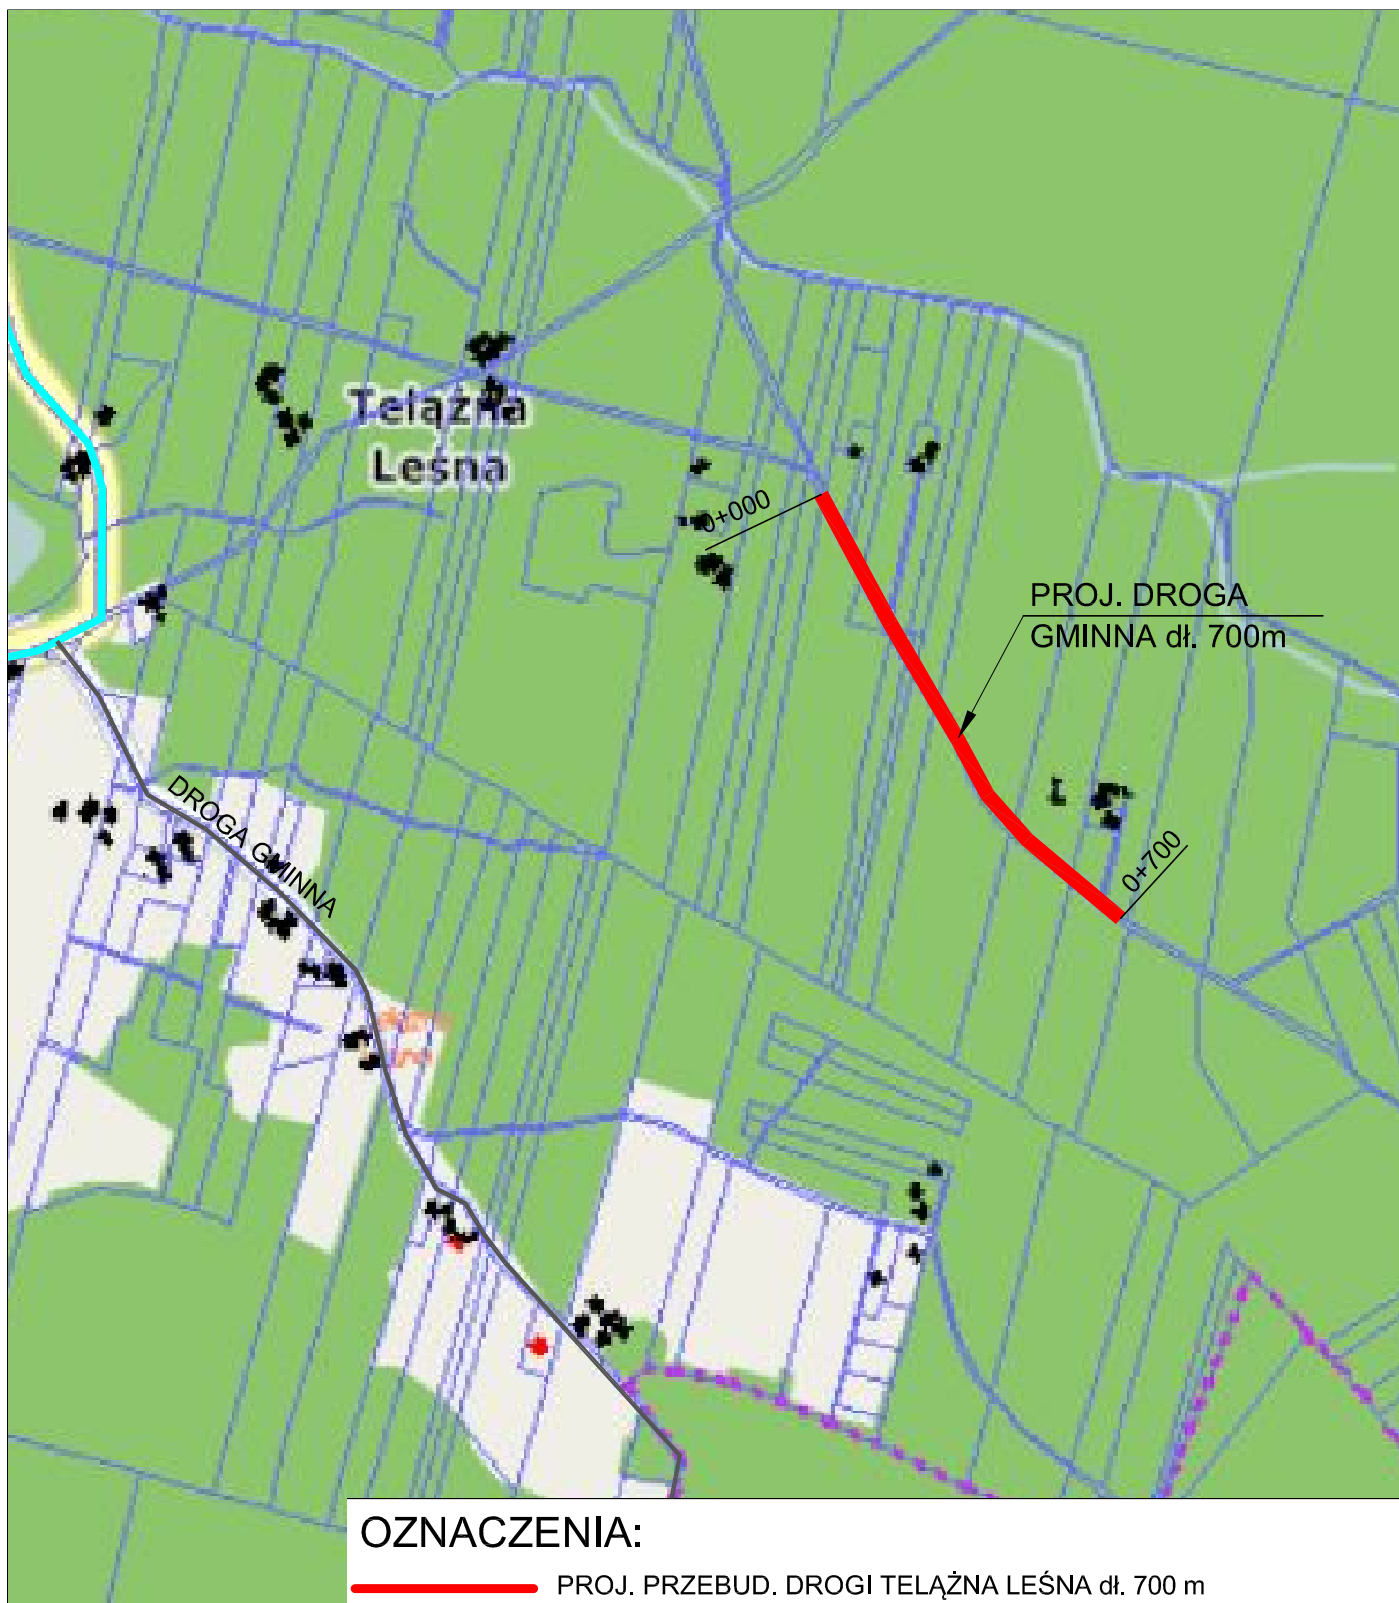 Telążna
Leśna
0+000
PROJ. DROGA
GMINNA dł. 700m
0+700
DROGA GMINNA
OZNACZENIA:
PROJ. PRZEBUD. DROGI TELĄŻNA LEŚNA dł. 700 m